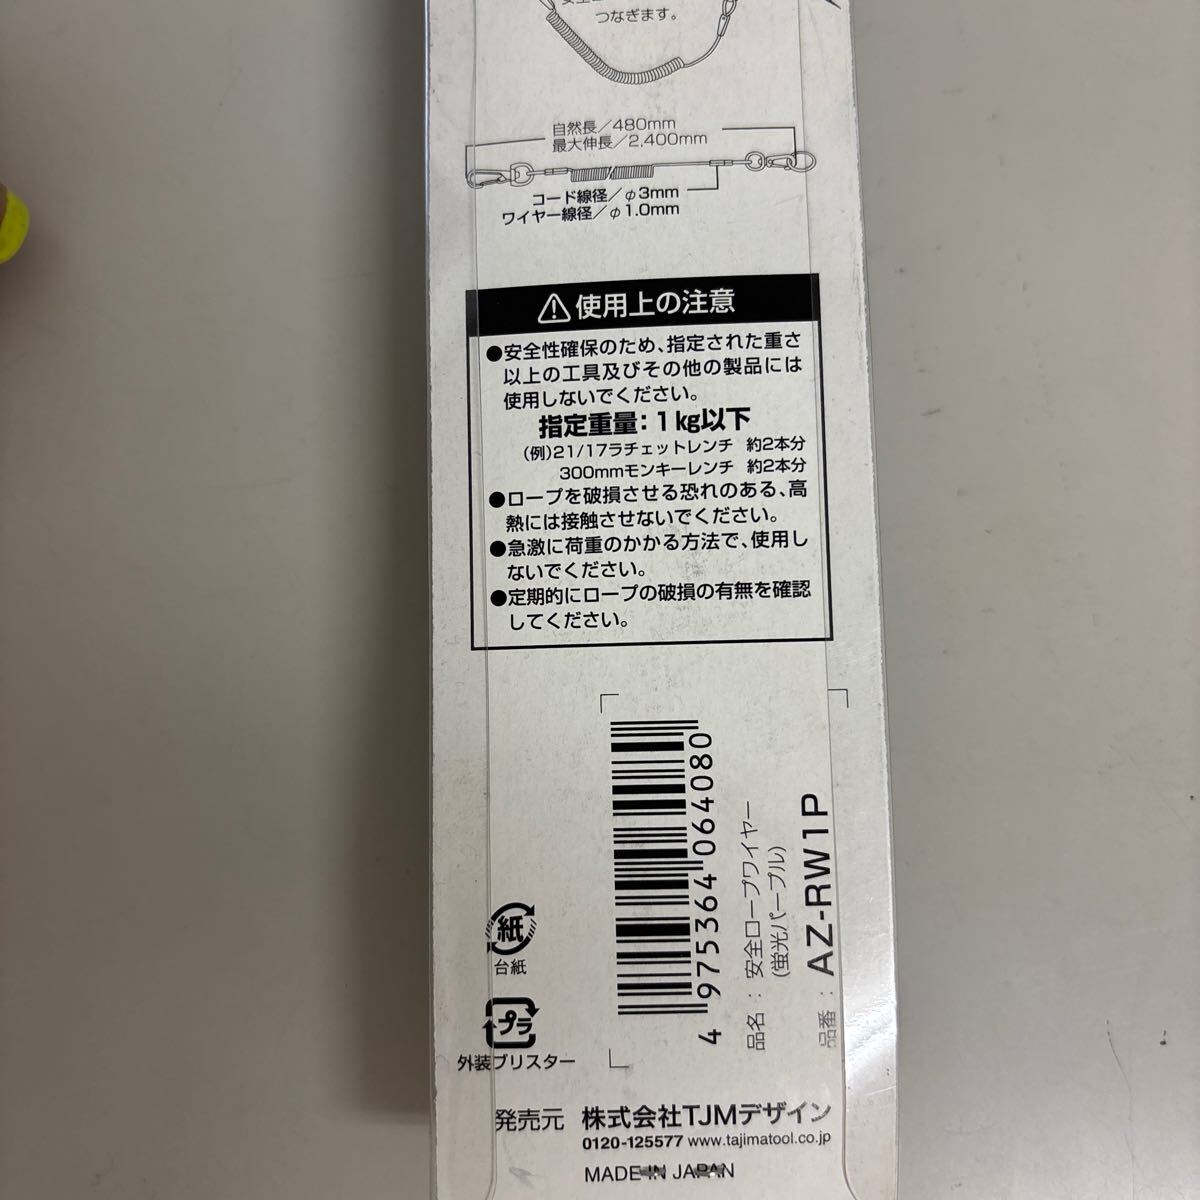 つなぎます。
自然長／480mm
最大伸長／2,400mm
コード線径／φ3mm
ワイヤー線径／φ1.0mm
使用上の注意
●安全性確保のため、指定された重さ
以上の工具及びその他の製品には
使用しないでください。
指定重量：1kg以下
（例）21/17ラチェットレンチ 約2本分
300mmモンキーレンチ 約2本分
●ロープを破損させる恐れのある、高
熱には接触させないでください。
●急激に荷重のかかる方法で、使用し
ないでください。
●定期的にロープの破損の有無を確認
してください。
4 975364 064080
品名：安全ロープワイヤー
(蛍光パープル)
品番：AZ-RW1P
紙
台紙
プラ
外装ブリスター
発売元 株式会社TJMデザイン
0120-125577 www.tajimatool.co.jp
MADE IN JAPAN